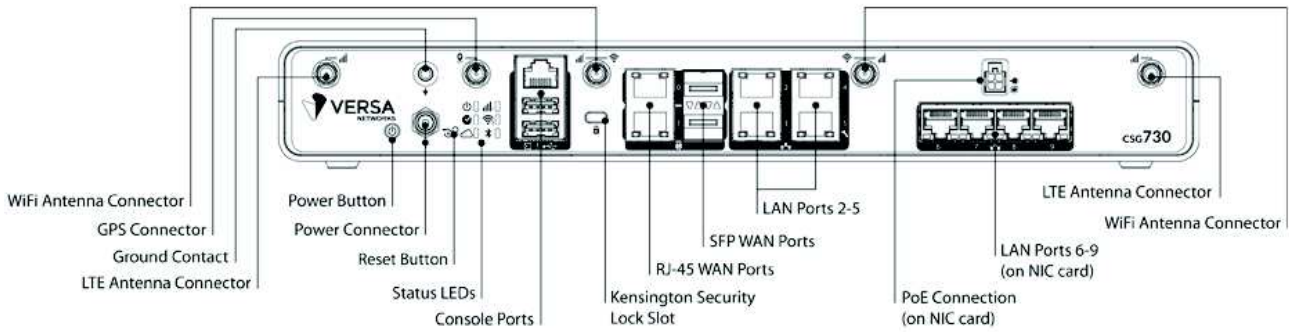 VERSA
NETWORKS
CSG730
WiFi Antenna Connector
GPS Connector
Ground Contact
LTE Antenna Connector
Power Button
Power Connector
Reset Button
Status LEDs
Console Ports
Kensington Security
Lock Slot
RJ-45 WAN Ports
SFP WAN Ports
LAN Ports 2-5
PoE Connection
(on NIC card)
LAN Ports 6-9
(on NIC card)
LTE Antenna Connector
WiFi Antenna Connector